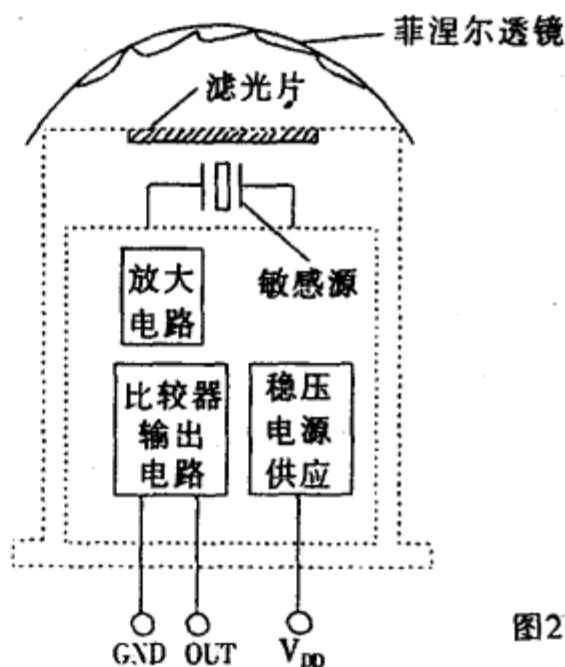 菲涅尔透镜
滤光片
敏感源
放大
电路
比较器
输出
电路
稳压
电源
供应
GND OUT V_DD
图2